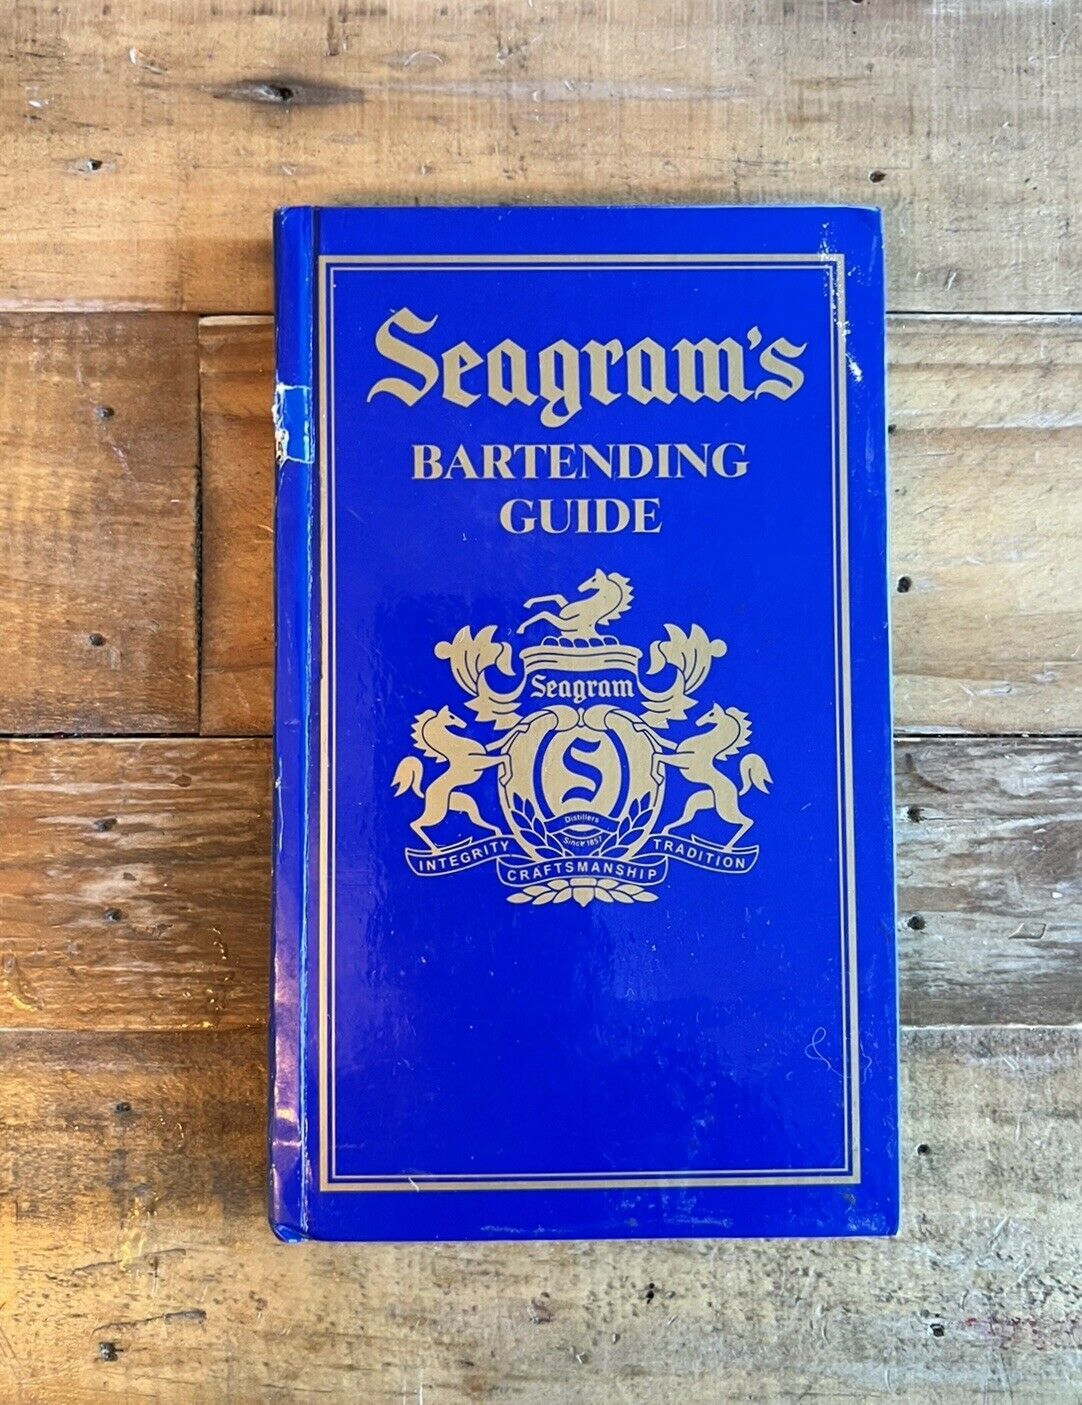 Seagram's
BARTENDING
GUIDE
Seagram
S
Distillers
Since 1857
INTEGRITY
CRAFTSMANSHIP
TRADITION